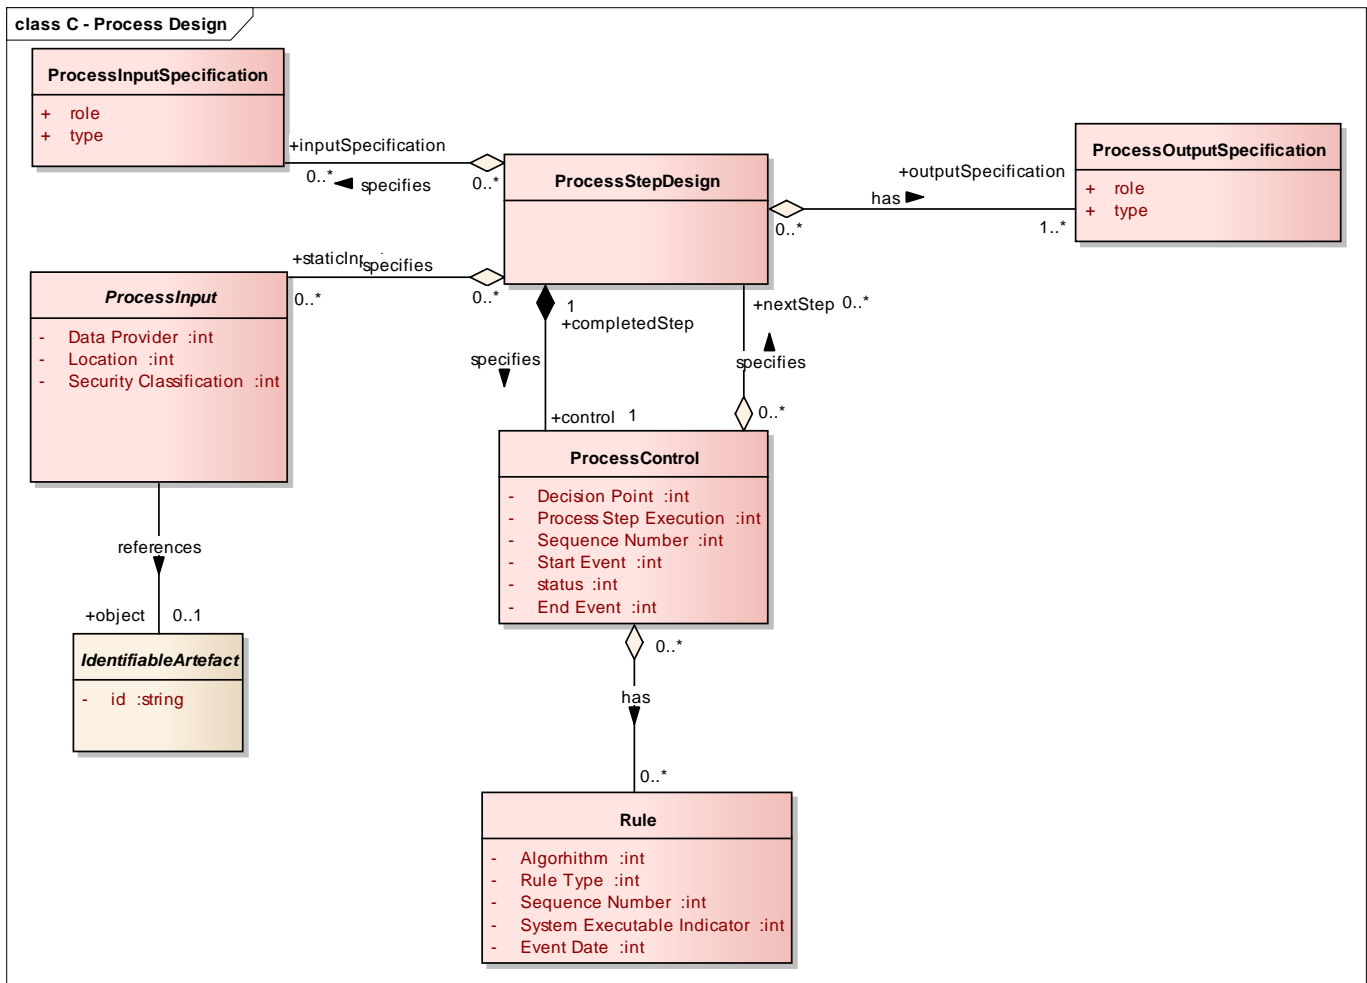 class C - Process Design
ProcessInputSpecification
+ role
+ type
+inputSpecification
0..*
specifies
0..*
ProcessStepDesign
ProcessOutputSpecification
+ role
+ type
+outputSpecification
has
0..*
1..*
specifies
0..*
0..*
ProcessInput
- Data Provider :int
- Location :int
- Security Classification :int
1
+completedStep
specifies
+control 1
+nextStep 0..*
specifies
0..*
ProcessControl
- Decision Point :int
- Process Step Execution :int
- Sequence Number :int
- Start Event :int
- status :int
- End Event :int
references
+object 0..1
IdentifiableArtefact
- id :string
0..*
has
0..*
Rule
- Algorhithm :int
- Rule Type :int
- Sequence Number :int
- System Executable Indicator :int
- Event Date :int